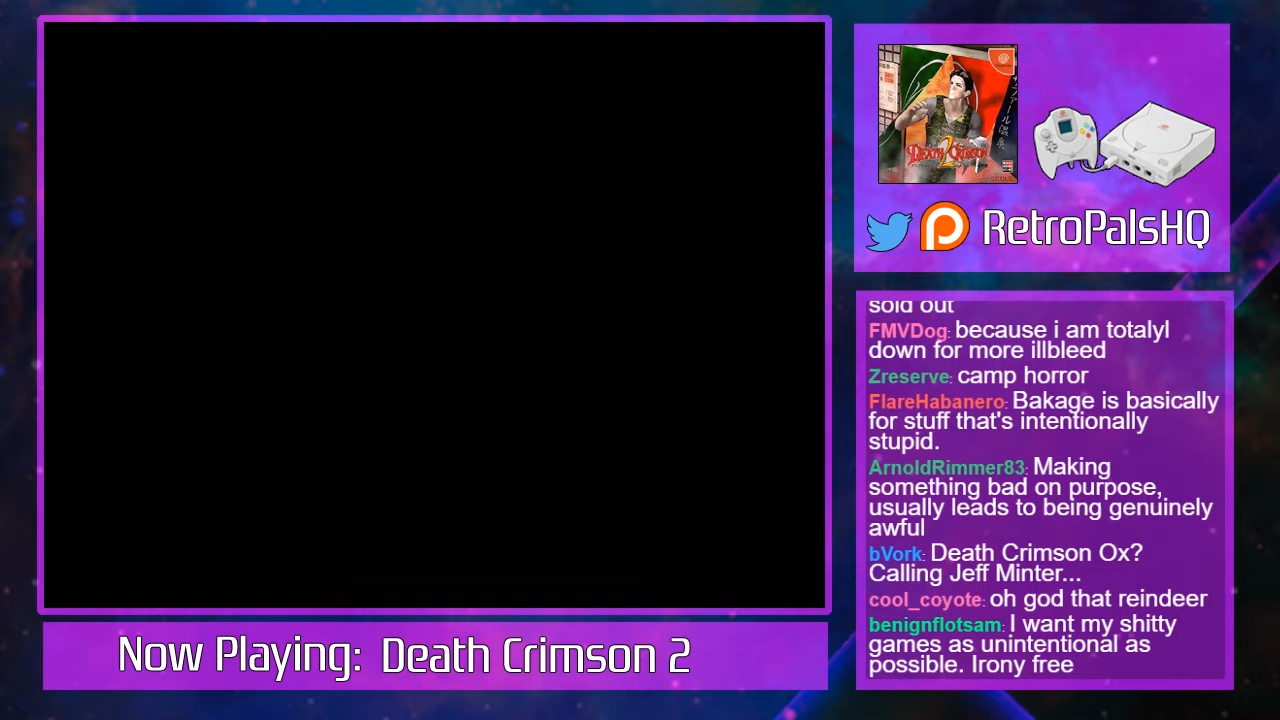 DEATH CRIMSON
2
RetroPalsHQ
sold out
FMVDog: because i am totalyl
down for more illbleed
Zreserve: camp horror
FlareHabanero: Bakage is basically
for stuff that's intentionally
stupid.
ArnoldRimmer83: Making
something bad on purpose,
usually leads to being genuinely
awful
bVork: Death Crimson Ox?
Calling Jeff Minter...
cool_coyote: oh god that reindeer
benignflotsam: I want my shitty
games as unintentional as
possible. Irony free
Now Playing: Death Crimson 2